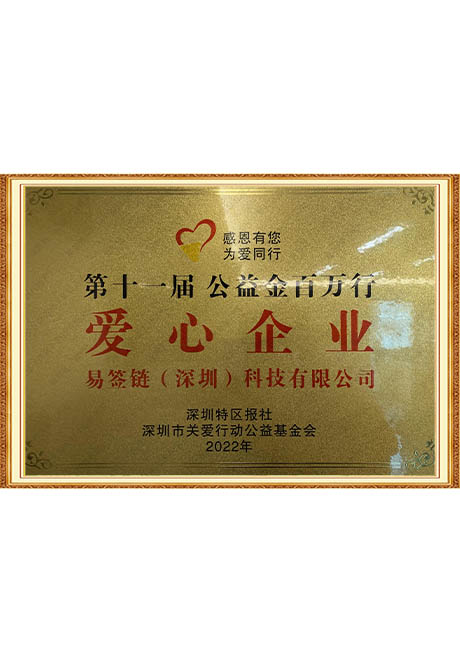 感恩有您
为爱同行
第十一届 公益金百万行
爱心企业
易签链（深圳）科技有限公司
深圳特区报社
深圳市关爱行动公益基金会
2022年